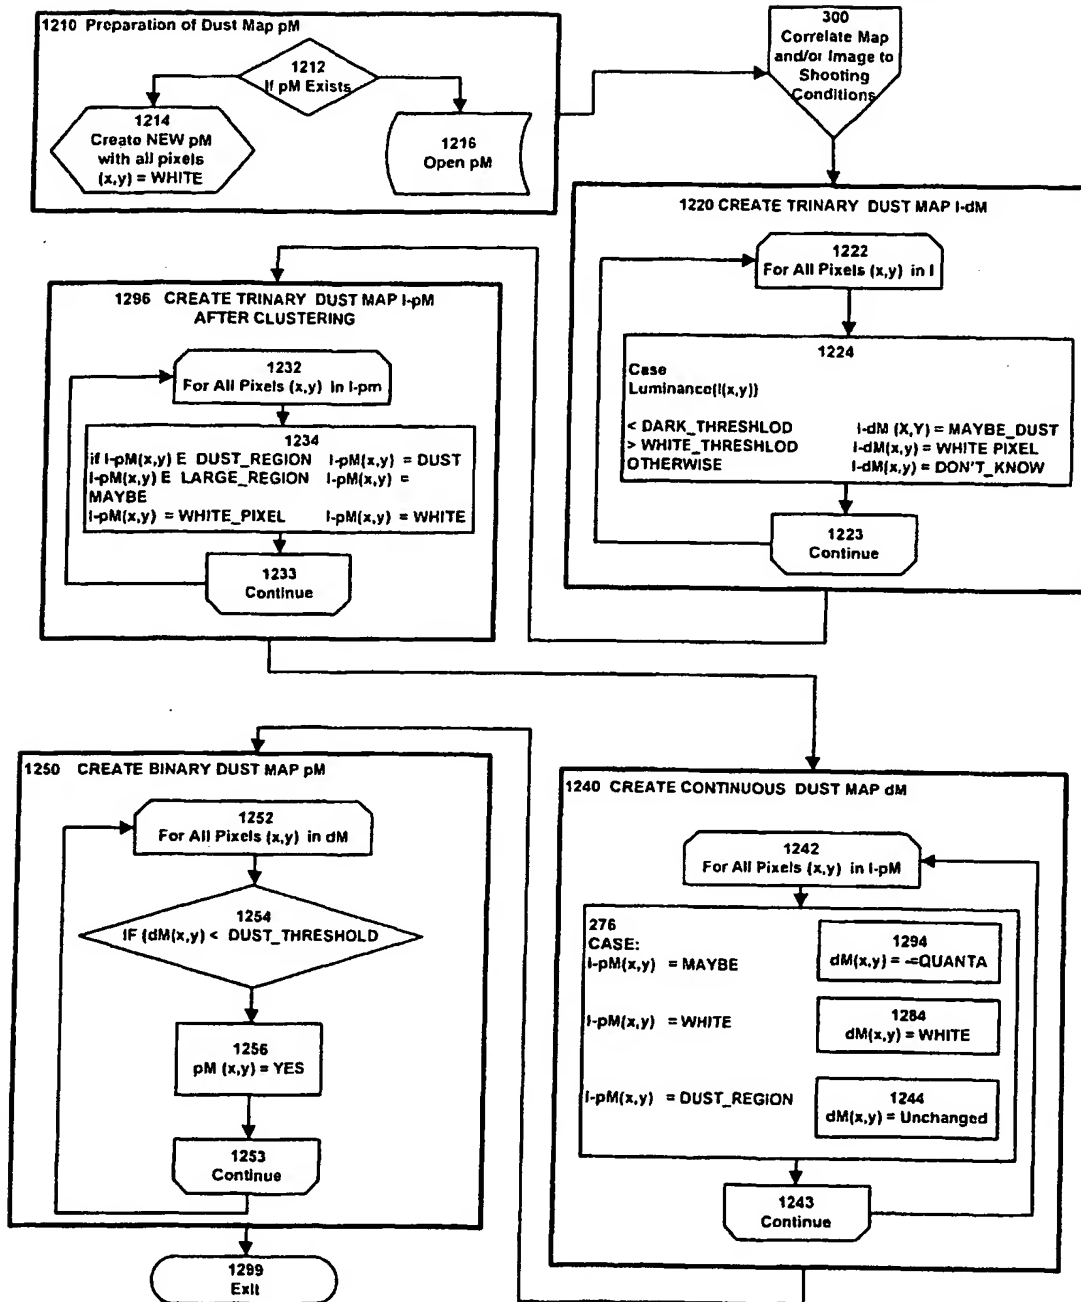 1210 Preparation of Dust Map pM
1212
If pM Exists
1214
Create NEW pM
with all pixels
(x,y) = WHITE
1216
Open pM
300
Correlate Map
and/or Image to
Shooting
Conditions
1220 CREATE TRINARY DUST MAP I-dM
1222
For All Pixels (x,y) in I
1224
Case
Luminance(I(x,y))
< DARK_THRESHLOD I-dM (X,Y) = MAYBE_DUST
> WHITE_THRESHLOD I-dM(x,y) = WHITE PIXEL
OTHERWISE I-dM(x,y) = DON'T_KNOW
1223
Continue
1296 CREATE TRINARY DUST MAP I-pM
AFTER CLUSTERING
1232
For All Pixels (x,y) in I-pm
1234
if I-pM(x,y) E DUST_REGION I-pM(x,y) = DUST
I-pM(x,y) E LARGE_REGION I-pM(x,y) =
MAYBE
I-pM(x,y) = WHITE_PIXEL I-pM(x,y) = WHITE
1233
Continue
1240 CREATE CONTINUOUS DUST MAP dM
1242
For All Pixels (x,y) in I-pM
276
CASE:
I-pM(x,y) = MAYBE
1294
dM(x,y) = -=QUANTA
I-pM(x,y) = WHITE
1284
dM(x,y) = WHITE
I-pM(x,y) = DUST_REGION
1244
dM(x,y) = Unchanged
1243
Continue
1250 CREATE BINARY DUST MAP pM
1252
For All Pixels (x,y) in dM
1254
IF (dM(x,y) < DUST_THRESHOLD
1256
pM (x,y) = YES
1253
Continue
1299
Exit